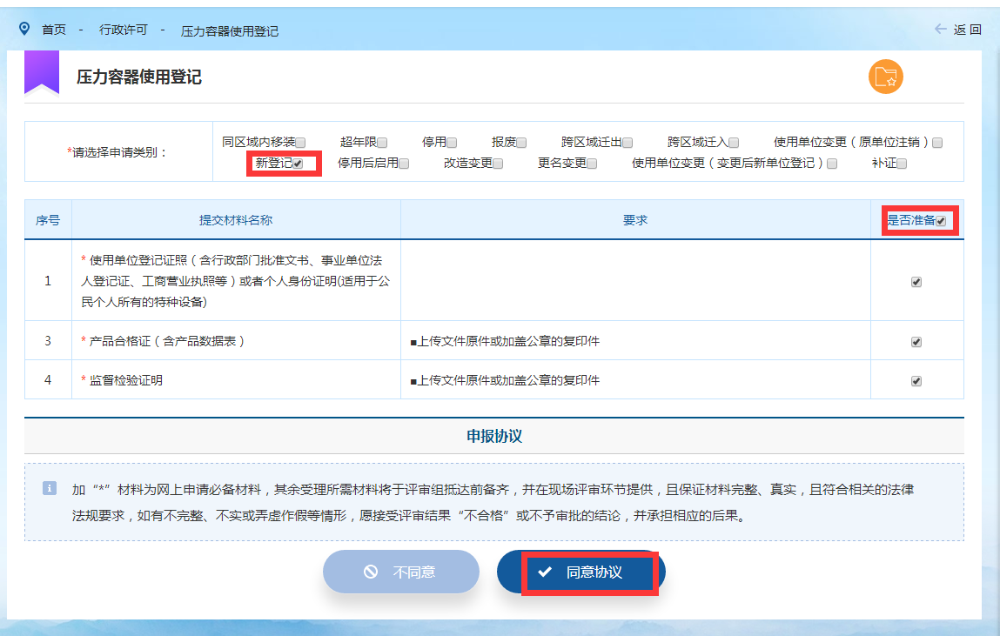 首页 - 行政许可 - 压力容器使用登记 返回
压力容器使用登记
*请选择申请类别：
同区域内移装 超年限 停用 报废 跨区域迁出 跨区域迁入 使用单位变更（原单位注销）
新登记 停用后启用 改造变更 更名变更 使用单位变更（变更后新单位登记） 补证
序号 提交材料名称 要求 是否准备
1 * 使用单位登记证照（含行政部门批准文书、事业单位法
人登记证、工商营业执照等）或者个人身份证明(适用于公
民个人所有的特种设备)
3 * 产品合格证（含产品数据表） ■上传文件原件或加盖公章的复印件
4 * 监督检验证明 ■上传文件原件或加盖公章的复印件
申报协议
加“*”材料为网上申请必备材料，其余受理所需材料将于评审组抵达前备齐，并在现场评审环节提供，且保证材料完整、真实，且符合相关的法律
法规要求，如有不完整、不实或弄虚作假等情形，愿接受评审结果“不合格”或不予审批的结论，并承担相应的后果。
不同意 同意协议